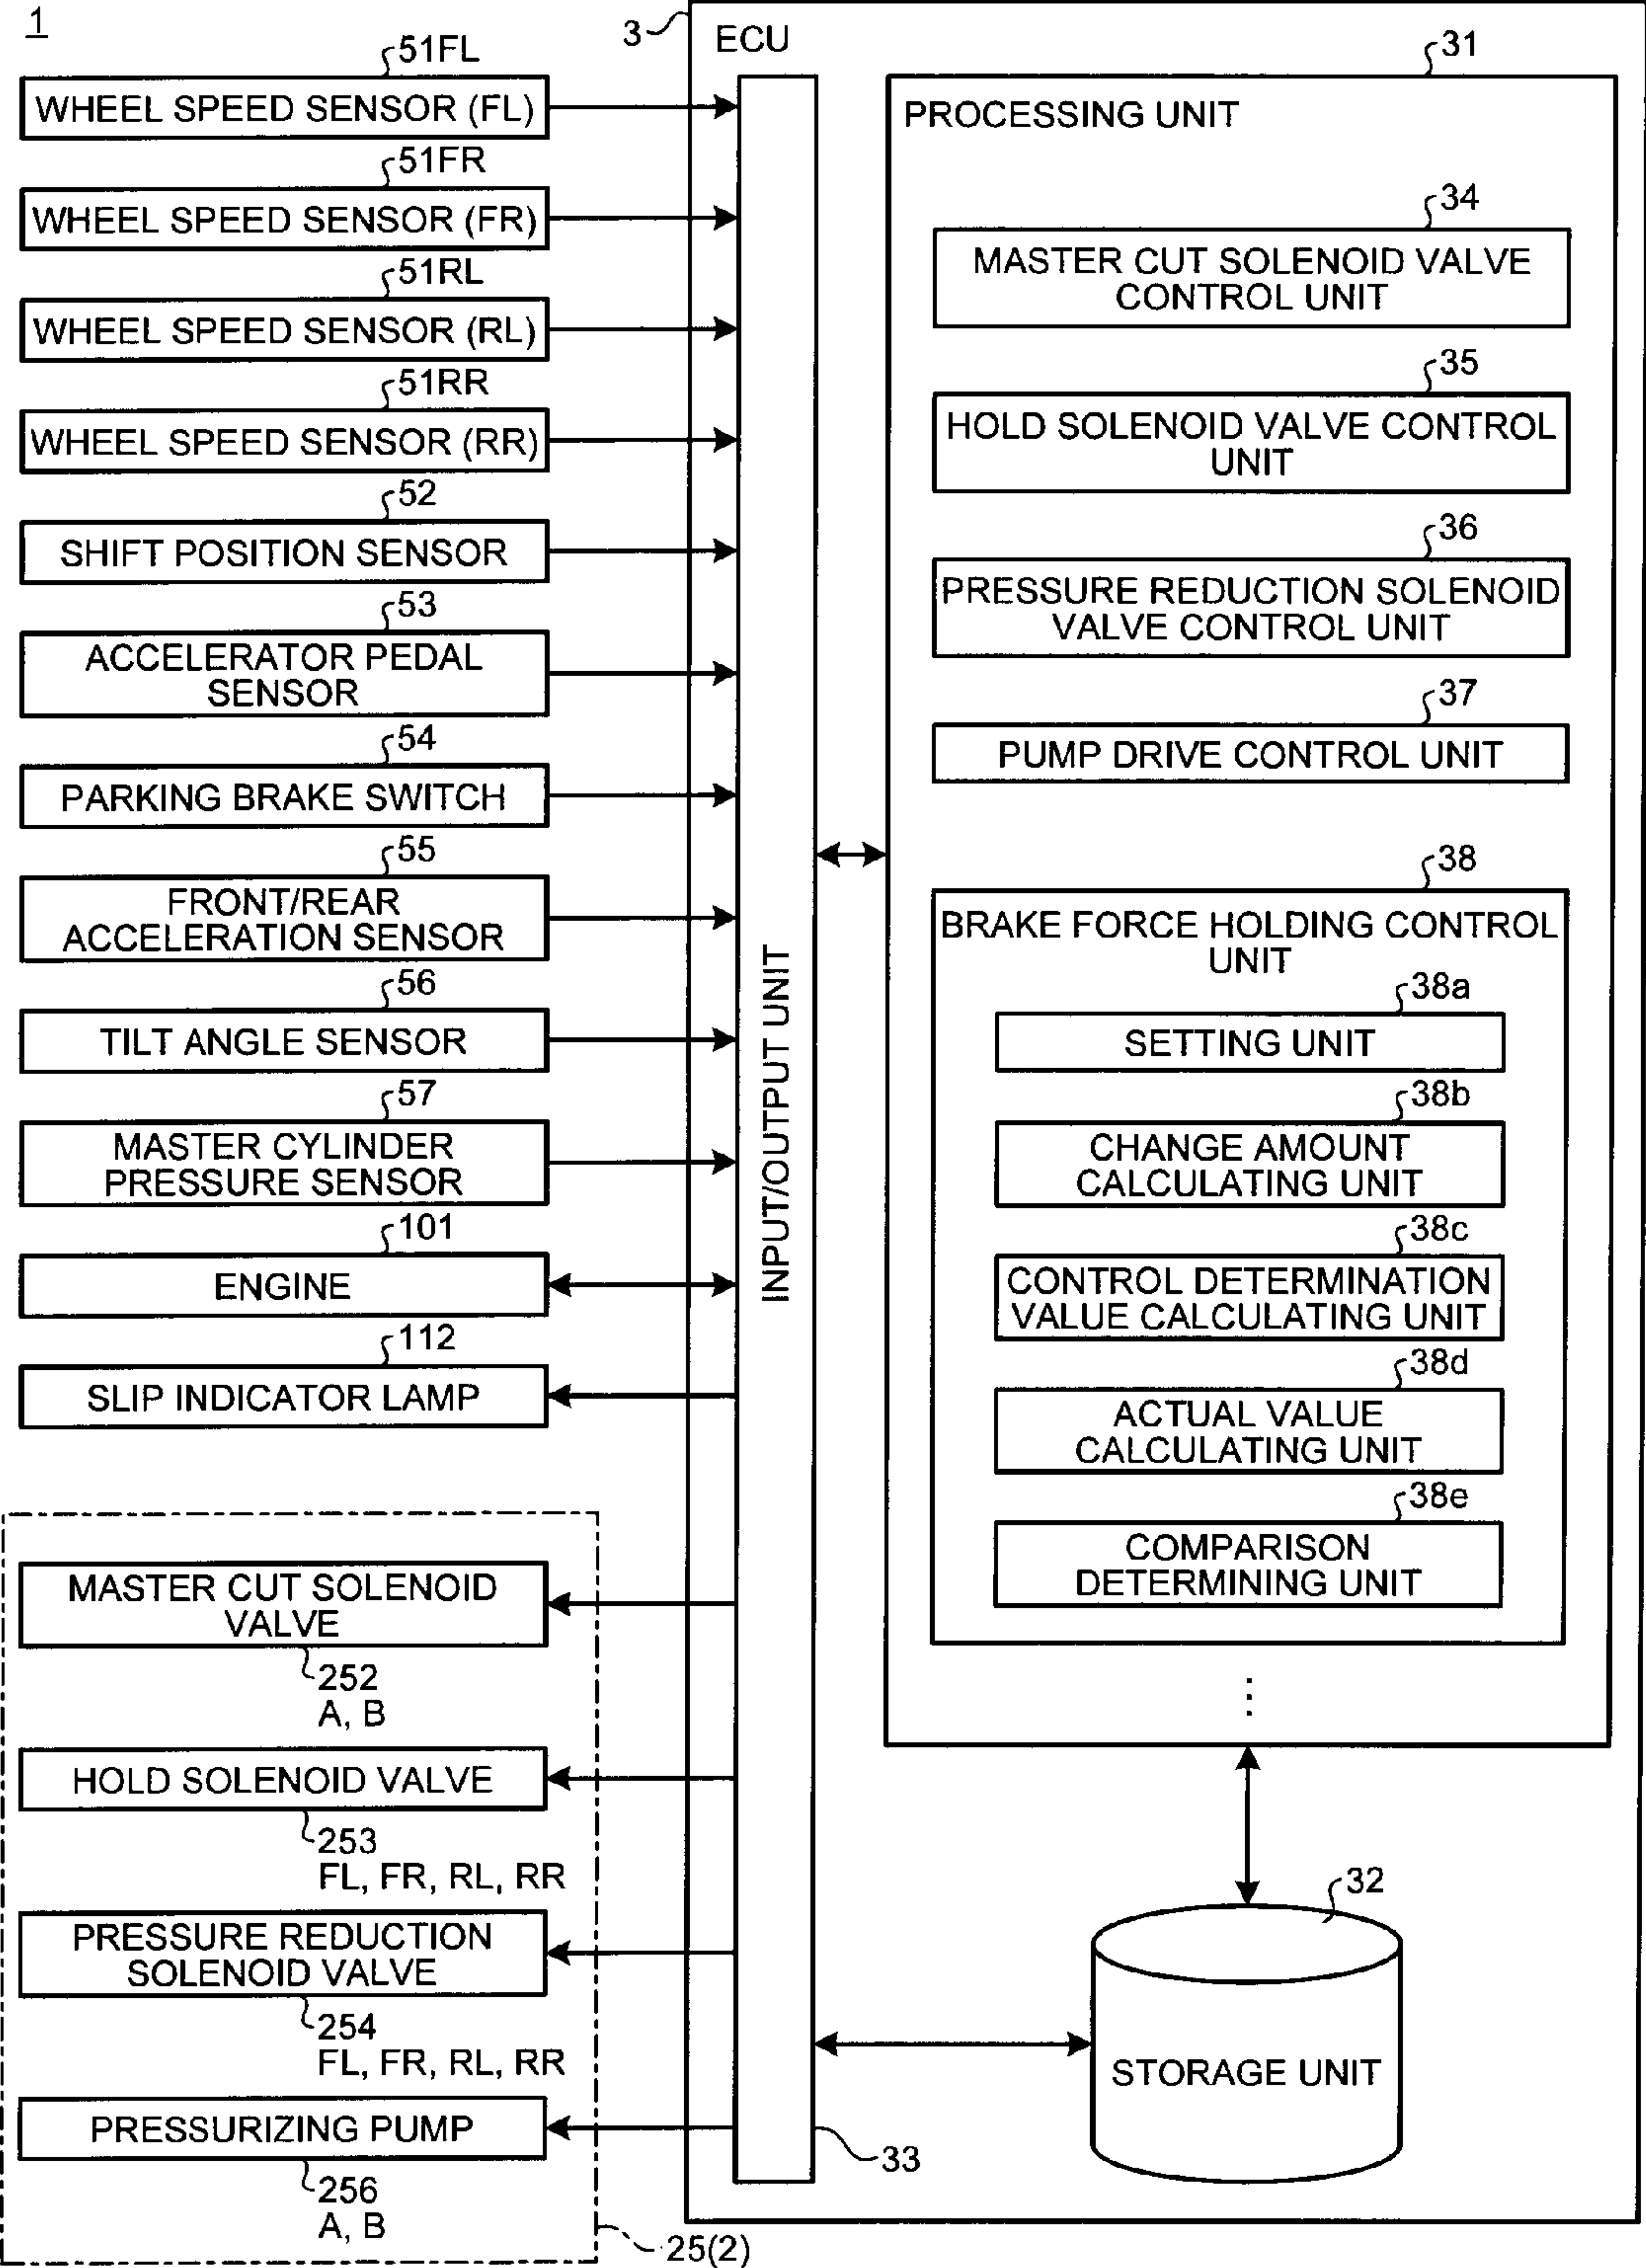 1
51FL
WHEEL SPEED SENSOR (FL)
51FR
WHEEL SPEED SENSOR (FR)
51RL
WHEEL SPEED SENSOR (RL)
51RR
WHEEL SPEED SENSOR (RR)
52
SHIFT POSITION SENSOR
53
ACCELERATOR PEDAL
SENSOR
54
PARKING BRAKE SWITCH
55
FRONT/REAR
ACCELERATION SENSOR
56
TILT ANGLE SENSOR
57
MASTER CYLINDER
PRESSURE SENSOR
101
ENGINE
112
SLIP INDICATOR LAMP
MASTER CUT SOLENOID
VALVE
252
A, B
HOLD SOLENOID VALVE
253
FL, FR, RL, RR
PRESSURE REDUCTION
SOLENOID VALVE
254
FL, FR, RL, RR
PRESSURIZING PUMP
256
A, B
25(2)
3
ECU
INPUT/OUTPUT UNIT
33
31
PROCESSING UNIT
34
MASTER CUT SOLENOID VALVE
CONTROL UNIT
35
HOLD SOLENOID VALVE CONTROL
UNIT
36
PRESSURE REDUCTION SOLENOID
VALVE CONTROL UNIT
37
PUMP DRIVE CONTROL UNIT
38
BRAKE FORCE HOLDING CONTROL
UNIT
38a
SETTING UNIT
38b
CHANGE AMOUNT
CALCULATING UNIT
38c
CONTROL DETERMINATION
VALUE CALCULATING UNIT
38d
ACTUAL VALUE
CALCULATING UNIT
38e
COMPARISON
DETERMINING UNIT
⋮
32
STORAGE UNIT